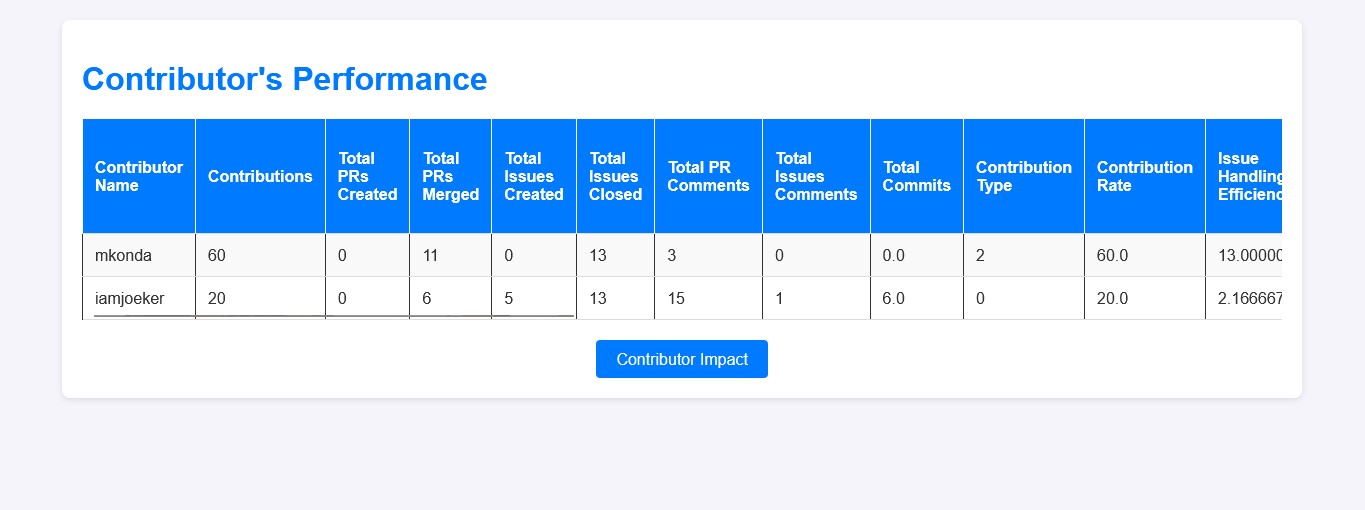 Contributor's Performance
Contributor Name Contributions Total PRs Created Total PRs Merged Total Issues Created Total Issues Closed Total PR Comments Total Issues Comments Total Commits Contribution Type Contribution Rate Issue Handling Efficienc
mkonda 60 0 11 0 13 3 0 0.0 2 60.0 13.00000
iamjoeker 20 0 6 5 13 15 1 6.0 0 20.0 2.166667
Contributor Impact